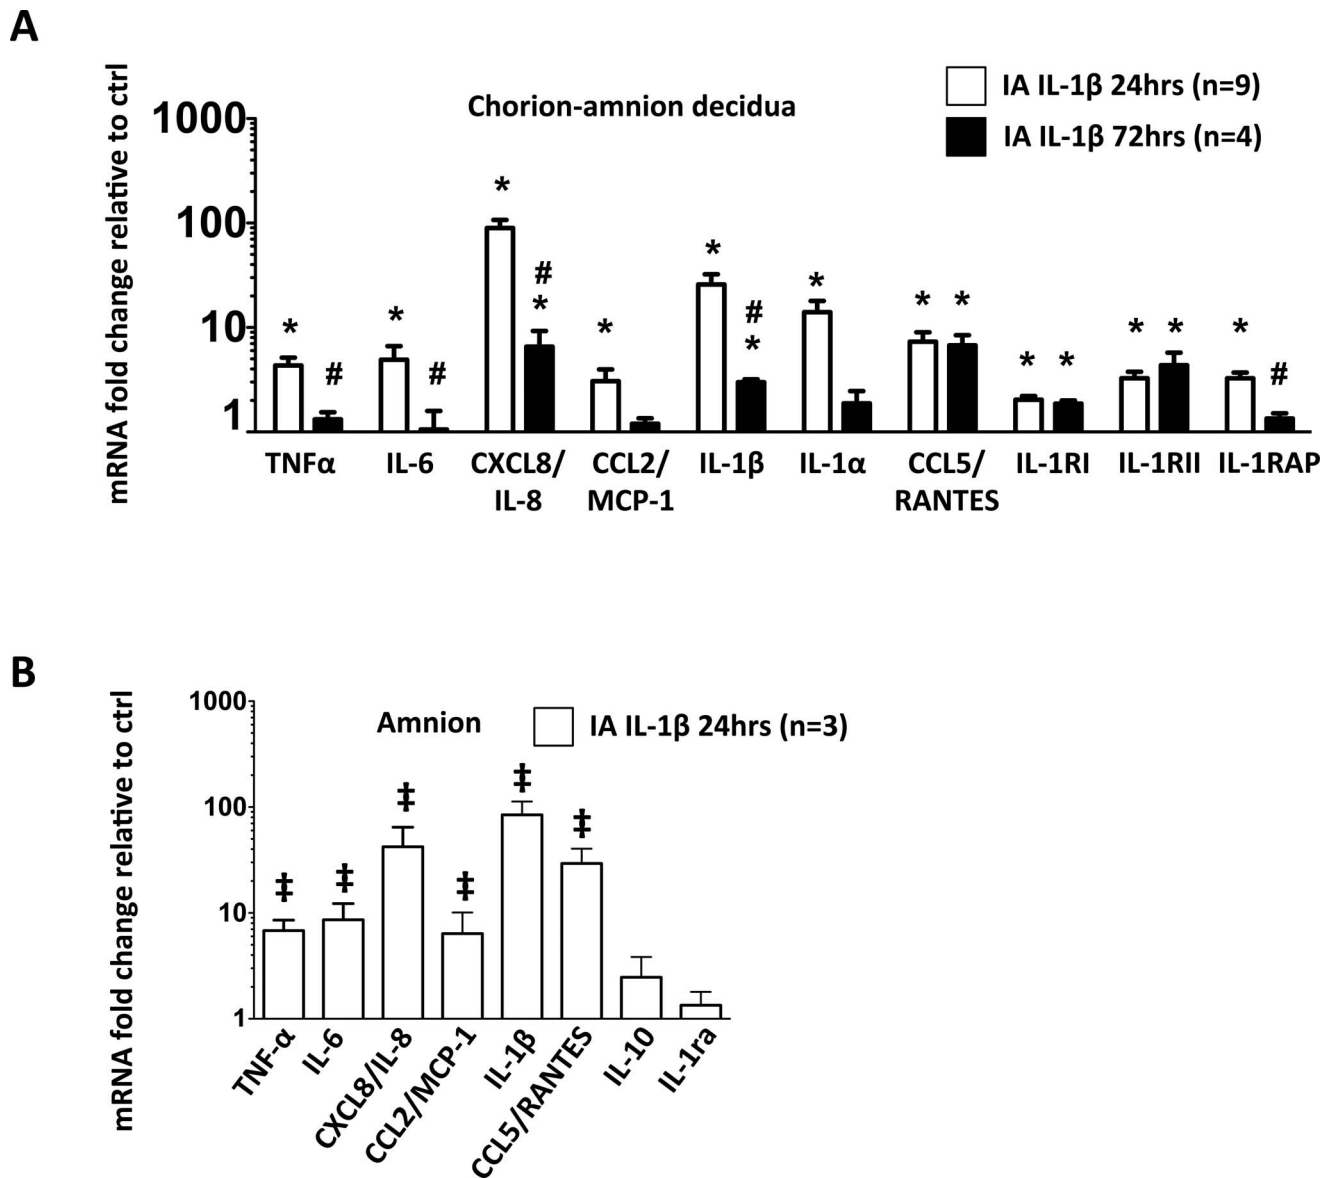 A
mRNA fold change relative to ctrl
Chorion-amnion decidua
IA IL-1β 24hrs (n=9)
IA IL-1β 72hrs (n=4)
1000
100
10
1
* # * # * # * * * # * * * * * * * * * #
TNFα IL-6 CXCL8/ CCL2/ IL-1β IL-1α CCL5/ IL-1RI IL-1RII IL-1RAP
IL-8 MCP-1 RANTES
B
mRNA fold change relative to ctrl
Amnion
IA IL-1β 24hrs (n=3)
1000
100
10
1
‡ ‡ ‡ ‡ ‡ ‡
TNF-α
IL-6
CXCL8/IL-8
CCL2/MCP-1
IL-1β
CCL5/RANTES
IL-10
IL-1ra